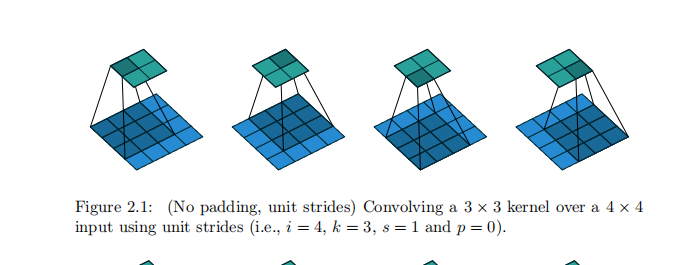 Figure 2.1: (No padding, unit strides) Convolving a 3 × 3 kernel over a 4 × 4
input using unit strides (i.e., i = 4, k = 3, s = 1 and p = 0).